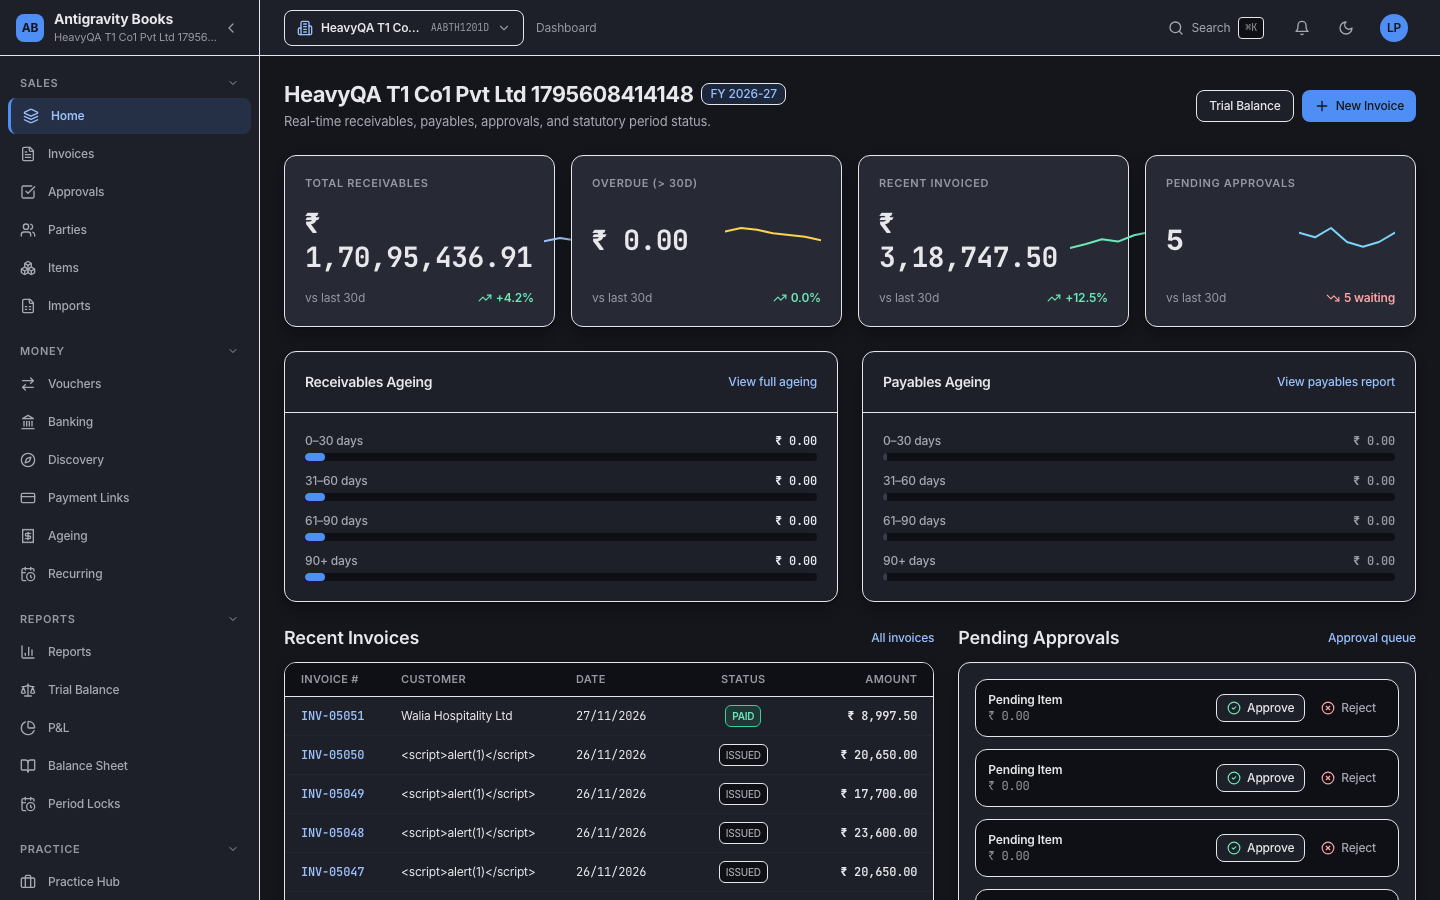 AB
Antigravity Books
HeavyQA T1 Co1 Pvt Ltd 17956...
HeavyQA T1 Co... AABTH1201D
Dashboard
Search ⌘K
LP
SALES
Home
Invoices
Approvals
Parties
Items
Imports
MONEY
Vouchers
Banking
Discovery
Payment Links
Ageing
Recurring
REPORTS
Reports
Trial Balance
P&L
Balance Sheet
Period Locks
PRACTICE
Practice Hub
HeavyQA T1 Co1 Pvt Ltd 1795608414148 FY 2026-27
Real-time receivables, payables, approvals, and statutory period status.
Trial Balance
New Invoice
TOTAL RECEIVABLES
₹
1,70,95,436.91
vs last 30d +4.2%
OVERDUE (> 30D)
₹ 0.00
vs last 30d 0.0%
RECENT INVOICED
₹
3,18,747.50
vs last 30d +12.5%
PENDING APPROVALS
5
vs last 30d 5 waiting
Receivables Ageing View full ageing
0–30 days ₹ 0.00
31–60 days ₹ 0.00
61–90 days ₹ 0.00
90+ days ₹ 0.00
Payables Ageing View payables report
0–30 days ₹ 0.00
31–60 days ₹ 0.00
61–90 days ₹ 0.00
90+ days ₹ 0.00
Recent Invoices All invoices
INVOICE # CUSTOMER DATE STATUS AMOUNT
INV-05051 Walia Hospitality Ltd 27/11/2026 PAID ₹ 8,997.50
INV-05050 <script>alert(1)</script> 26/11/2026 ISSUED ₹ 20,650.00
INV-05049 <script>alert(1)</script> 26/11/2026 ISSUED ₹ 17,700.00
INV-05048 <script>alert(1)</script> 26/11/2026 ISSUED ₹ 23,600.00
INV-05047 <script>alert(1)</script> 26/11/2026 ISSUED ₹ 20,650.00
Pending Approvals Approval queue
Pending Item
₹ 0.00
Approve Reject
Pending Item
₹ 0.00
Approve Reject
Pending Item
₹ 0.00
Approve Reject